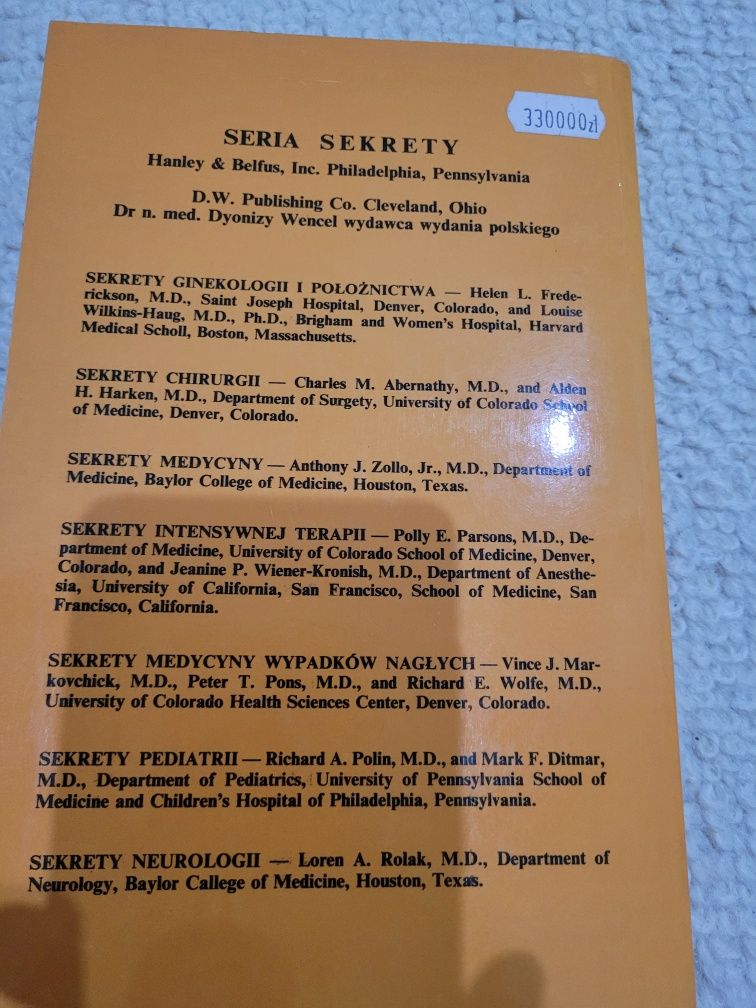 330000zł
SERIA SEKRETY
Hanley & Belfus, Inc. Philadelphia, Pennsylvania
D.W. Publishing Co. Cleveland, Ohio
Dr n. med. Dyonizy Wencel wydawca wydania polskiego
SEKRETY GINEKOLOGII I POŁOŻNICTWA — Helen L. Frede-
rickson, M.D., Saint Joseph Hospital, Denver, Colorado, and Louise
Wilkins-Haug, M.D., Ph.D., Brigham and Women's Hospital, Harvard
Medical Scholl, Boston, Massachusetts.
SEKRETY CHIRURGII — Charles M. Abernathy, M.D., and Alden
H. Harken, M.D., Department of Surgety, University of Colorado School
of Medicine, Denver, Colorado.
SEKRETY MEDYCYNY — Anthony J. Zollo, Jr., M.D., Department of
Medicine, Baylor College of Medicine, Houston, Texas.
SEKRETY INTENSYWNEJ TERAPII — Polly E. Parsons, M.D., De-
partment of Medicine, University of Colorado School of Medicine, Denver,
Colorado, and Jeanine P. Wiener-Kronish, M.D., Department of Anesthe-
sia, University of California, San Francisco, School of Medicine, San
Francisco, California.
SEKRETY MEDYCYNY WYPADKÓW NAGŁYCH — Vince J. Mar-
kovchick, M.D., Peter T. Pons, M.D., and Richard E. Wolfe, M.D.,
University of Colorado Health Sciences Center, Denver, Colorado.
SEKRETY PEDIATRII — Richard A. Polin, M.D., and Mark F. Ditmar,
M.D., Department of Pediatrics, University of Pennsylvania School of
Medicine and Children's Hospital of Philadelphia, Pennsylvania.
SEKRETY NEUROLOGII — Loren A. Rolak, M.D., Department of
Neurology, Baylor Callege of Medicine, Houston, Texas.